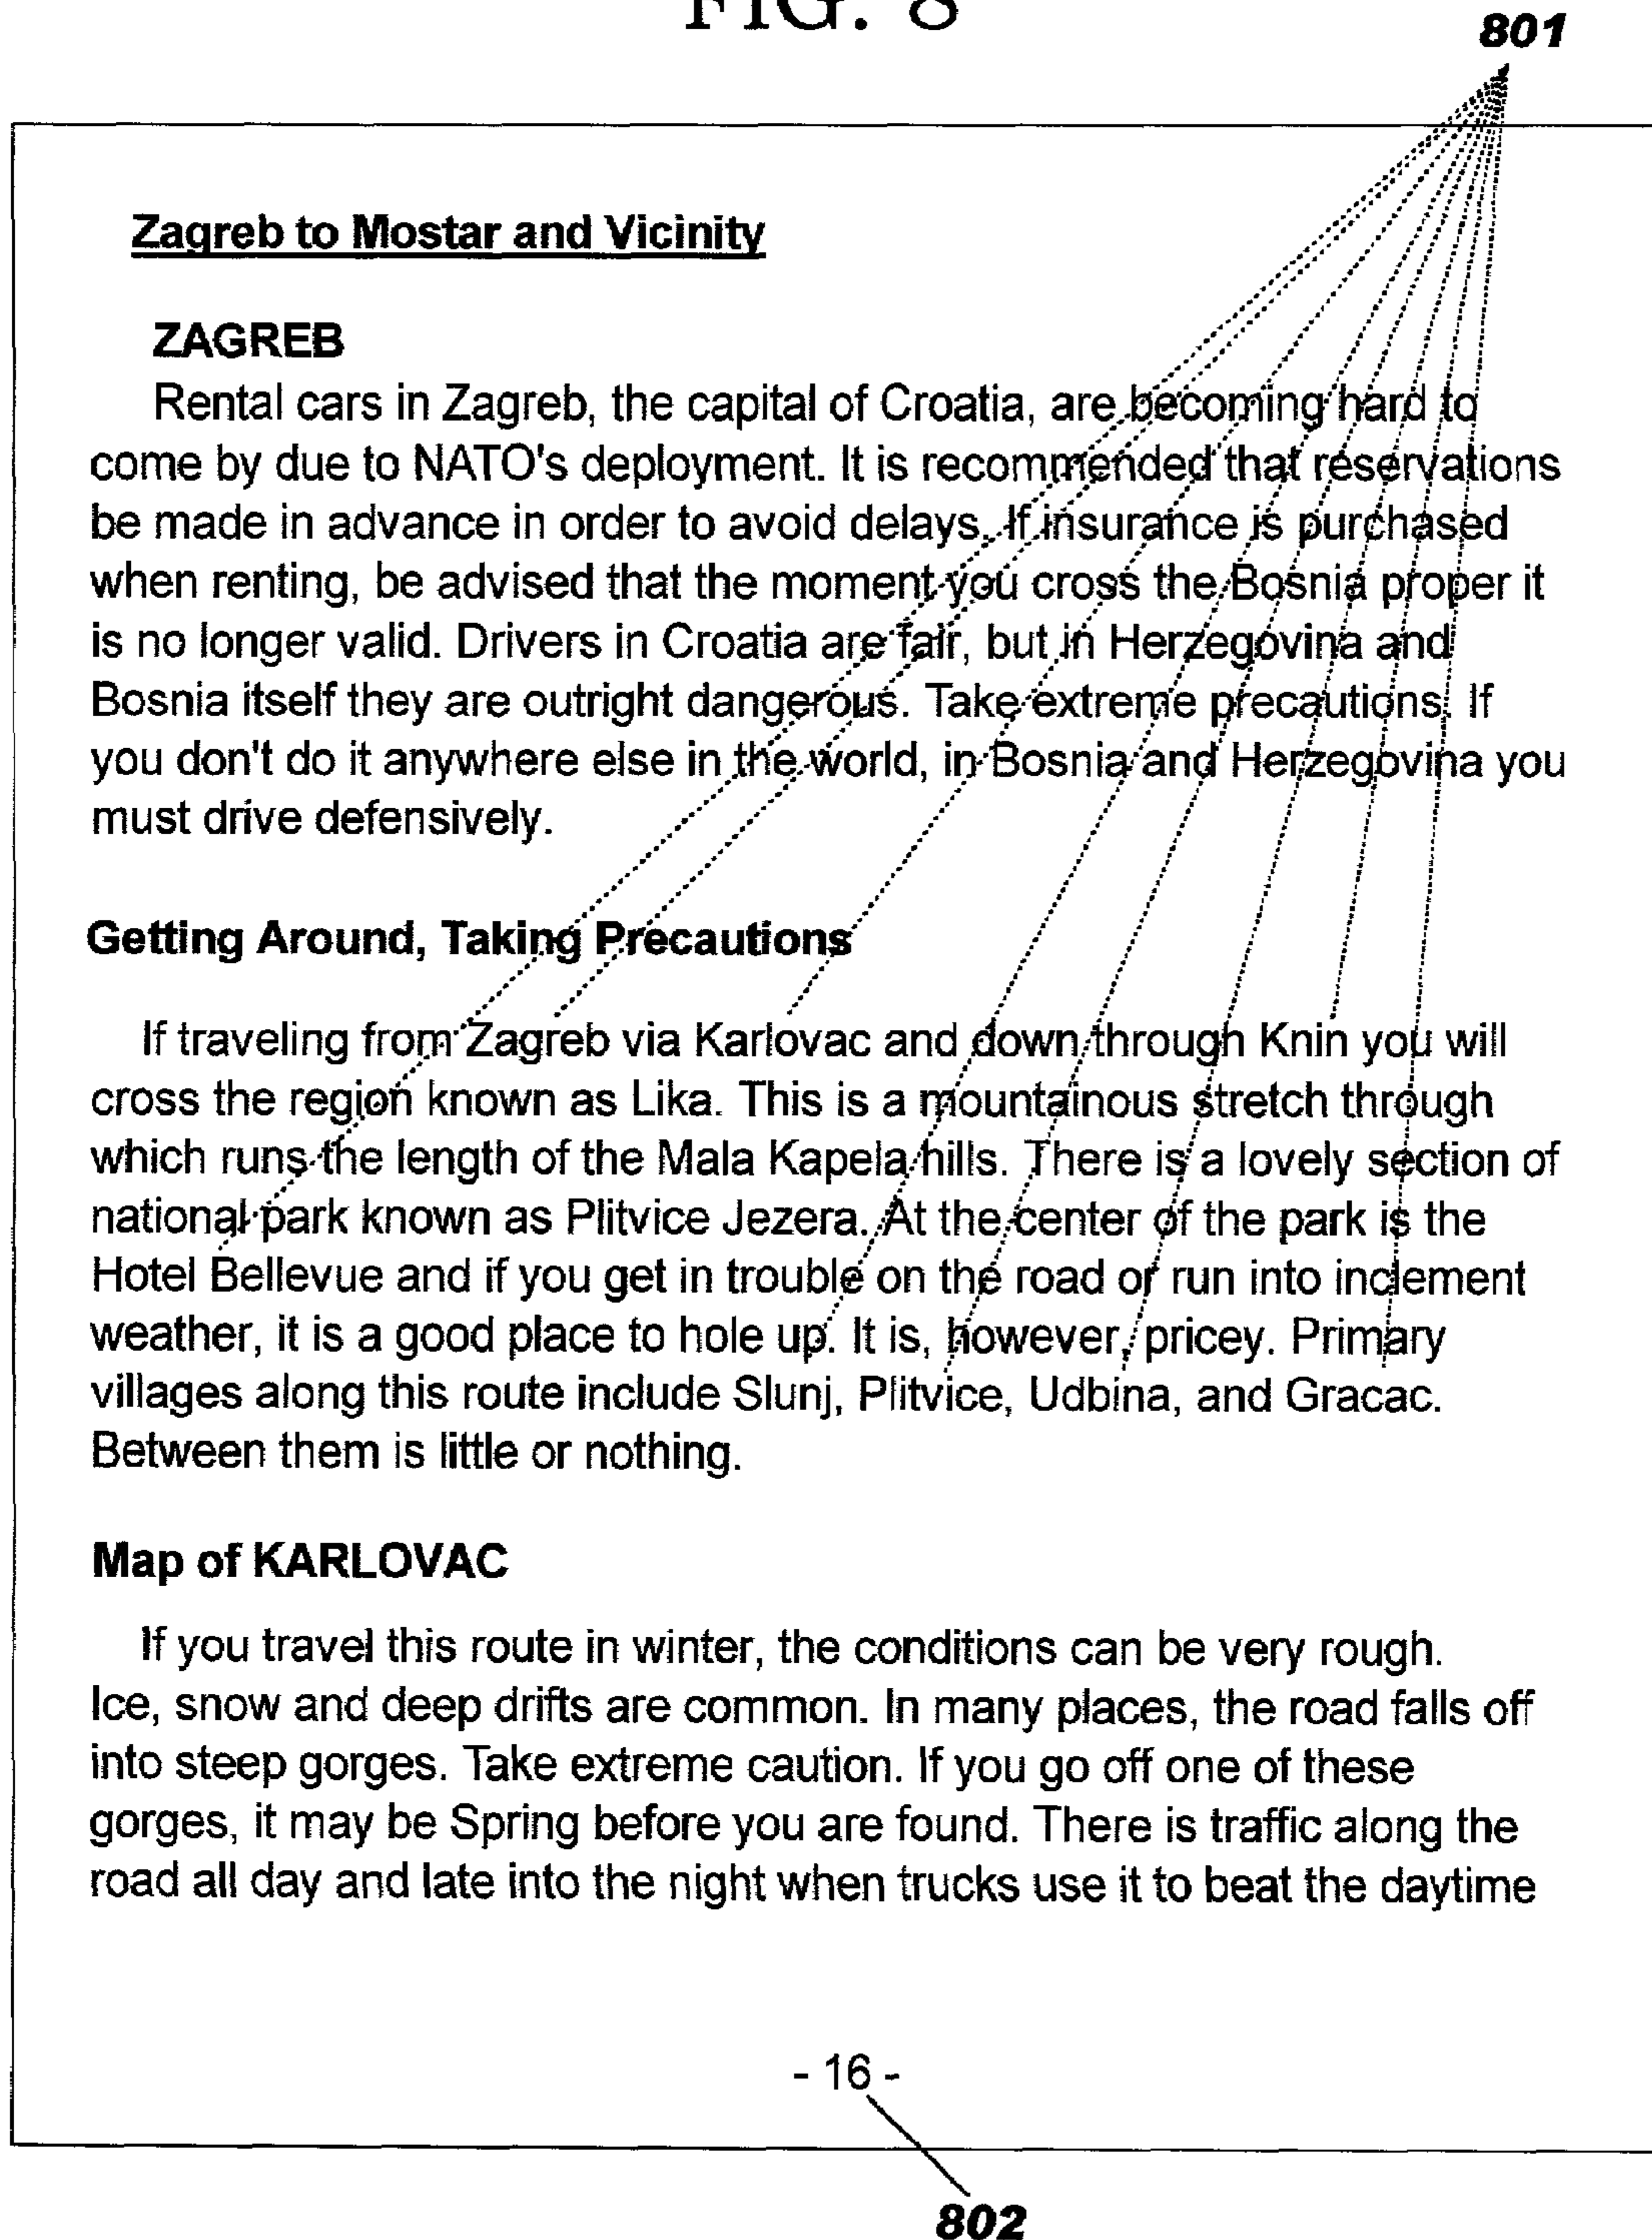 FIG. 8
801
Zagreb to Mostar and Vicinity
ZAGREB
Rental cars in Zagreb, the capital of Croatia, are becoming hard to
come by due to NATO's deployment. It is recommended that reservations
be made in advance in order to avoid delays. If insurance is purchased
when renting, be advised that the moment you cross the Bosnia proper it
is no longer valid. Drivers in Croatia are fair, but in Herzegovina and
Bosnia itself they are outright dangerous. Take extreme precautions. If
you don't do it anywhere else in the world, in Bosnia and Herzegovina you
must drive defensively.
Getting Around, Taking Precautions
If traveling from Zagreb via Karlovac and down through Knin you will
cross the region known as Lika. This is a mountainous stretch through
which runs the length of the Mala Kapela hills. There is a lovely section of
national park known as Plitvice Jezera. At the center of the park is the
Hotel Bellevue and if you get in trouble on the road or run into inclement
weather, it is a good place to hole up. It is, however, pricey. Primary
villages along this route include Slunj, Plitvice, Udbina, and Gracac.
Between them is little or nothing.
Map of KARLOVAC
If you travel this route in winter, the conditions can be very rough.
Ice, snow and deep drifts are common. In many places, the road falls off
into steep gorges. Take extreme caution. If you go off one of these
gorges, it may be Spring before you are found. There is traffic along the
road all day and late into the night when trucks use it to beat the daytime
- 16 -
802